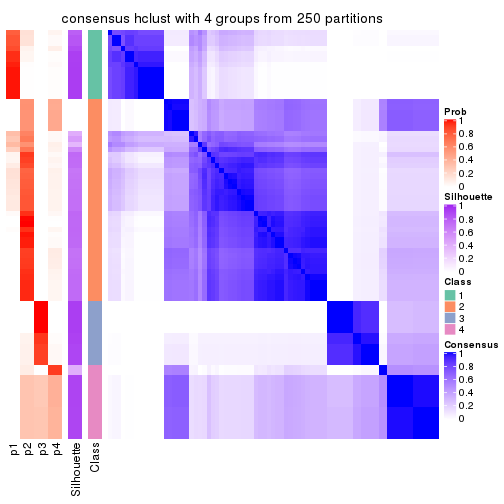 consensus hclust with 4 groups from 250 partitions
Prob
1
0.8
0.6
0.4
0.2
0
Silhouette
1
0.8
0.6
0.4
0.2
0
Class
1
2
3
4
Consensus
1
0.8
0.6
0.4
0.2
0
p1
p2
p3
p4
Silhouette
Class